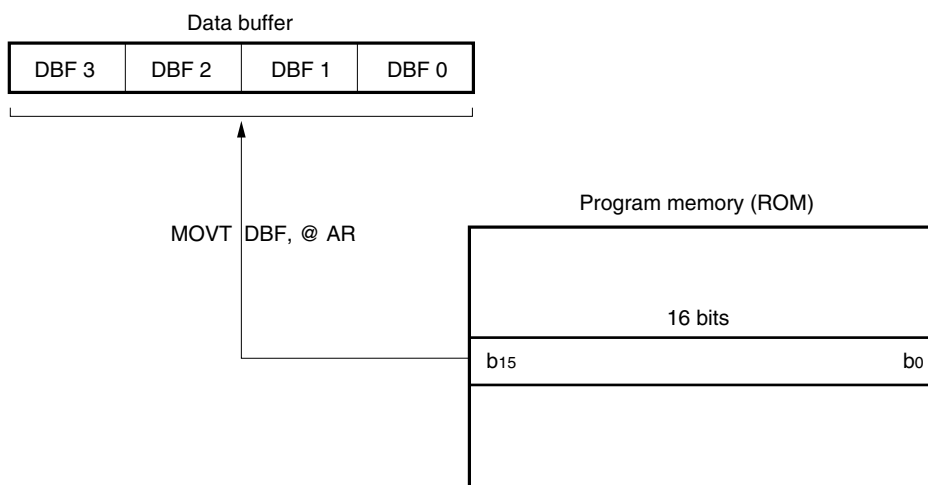 Data buffer
DBF 3 DBF 2 DBF 1 DBF 0
MOVT DBF, @ AR
Program memory (ROM)
16 bits
b15 b0